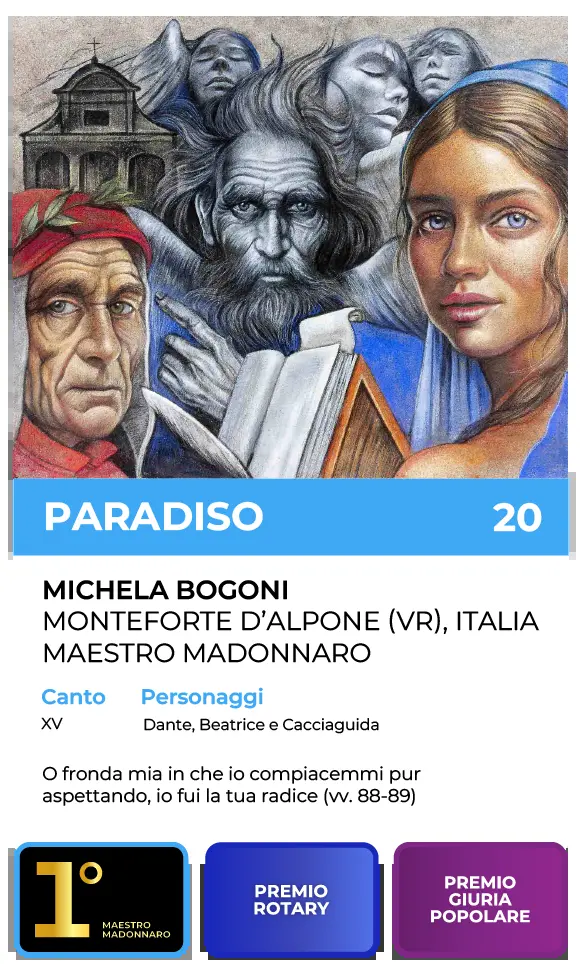 PARADISO 20
MICHELA BOGONI
MONTEFORTE D'ALPONE (VR), ITALIA
MAESTRO MADONNARO
Canto Personaggi
XV Dante, Beatrice e Cacciaguida
O fronda mia in che io compiacemmi pur
aspettando, io fui la tua radice (vv. 88-89)
1°
MAESTRO
MADONNARO
PREMIO
ROTARY
PREMIO
GIURIA
POPOLARE